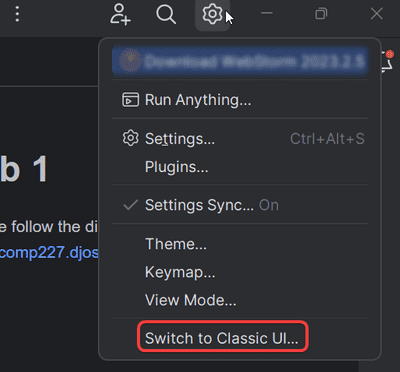 Download WebStorm 2023.2.5
Run Anything...
Settings... Ctrl+Alt+S
Plugins...
b 1
Settings Sync... On
e follow the di
comp227.djos
Theme...
Keymap...
View Mode...
Switch to Classic UI...